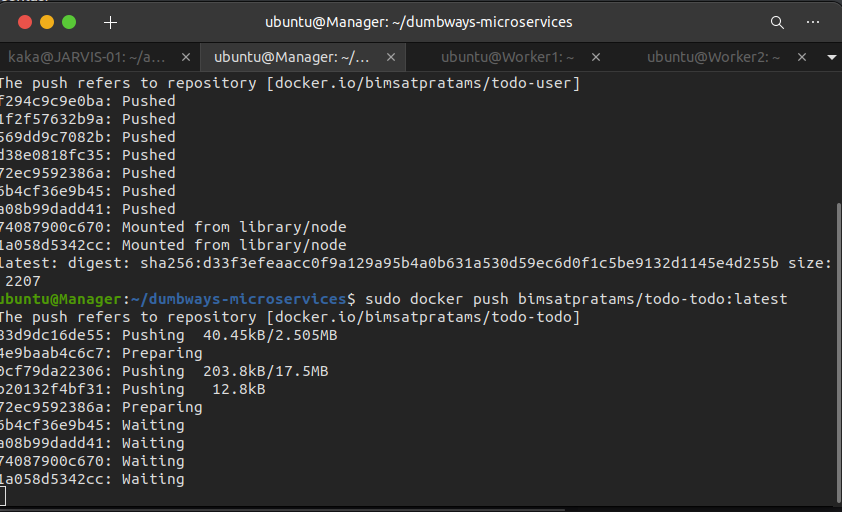 ubuntu@Manager: ~/dumbways-microservices
kaka@JARVIS-01: ~/a...
ubuntu@Manager: ~/...
ubuntu@Worker1: ~
ubuntu@Worker2: ~
The push refers to repository [docker.io/bimsatpratams/todo-user]
f294c9c9e0ba: Pushed
1f2f57632b9a: Pushed
569dd9c7082b: Pushed
d38e0818fc35: Pushed
72ec9592386a: Pushed
6b4cf36e9b45: Pushed
a08b99dadd41: Pushed
74087900c670: Mounted from library/node
1a058d5342cc: Mounted from library/node
latest: digest: sha256:d33f3efeaacc0f9a129a95b4a0b631a530d59ec6d0f1c5be9132d1145e4d255b size:
2207
ubuntu@Manager:~/dumbways-microservices$ sudo docker push bimsatpratams/todo-todo:latest
The push refers to repository [docker.io/bimsatpratams/todo-todo]
83d9dc16de55: Pushing 40.45kB/2.505MB
4e9baab4c6c7: Preparing
0cf79da22306: Pushing 203.8kB/17.5MB
b20132f4bf31: Pushing 12.8kB
72ec9592386a: Preparing
6b4cf36e9b45: Waiting
a08b99dadd41: Waiting
74087900c670: Waiting
1a058d5342cc: Waiting